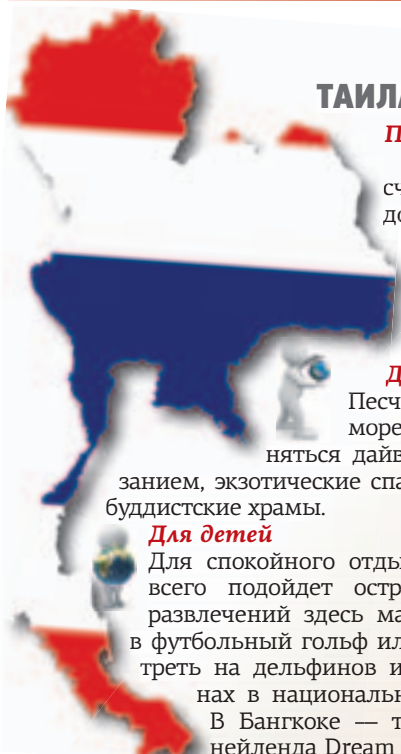 ТАИЛ
П
сч
до
Д
Песч
море
няться дайв
занием, экзотические спа
буддистские храмы.
Для детей
Для спокойного отды
всего подойдет остр
развлечений здесь ма
в футбольный гольф ил
треть на дельфинов и
нах в национальн
В Бангкоке — т
нейленда Dream